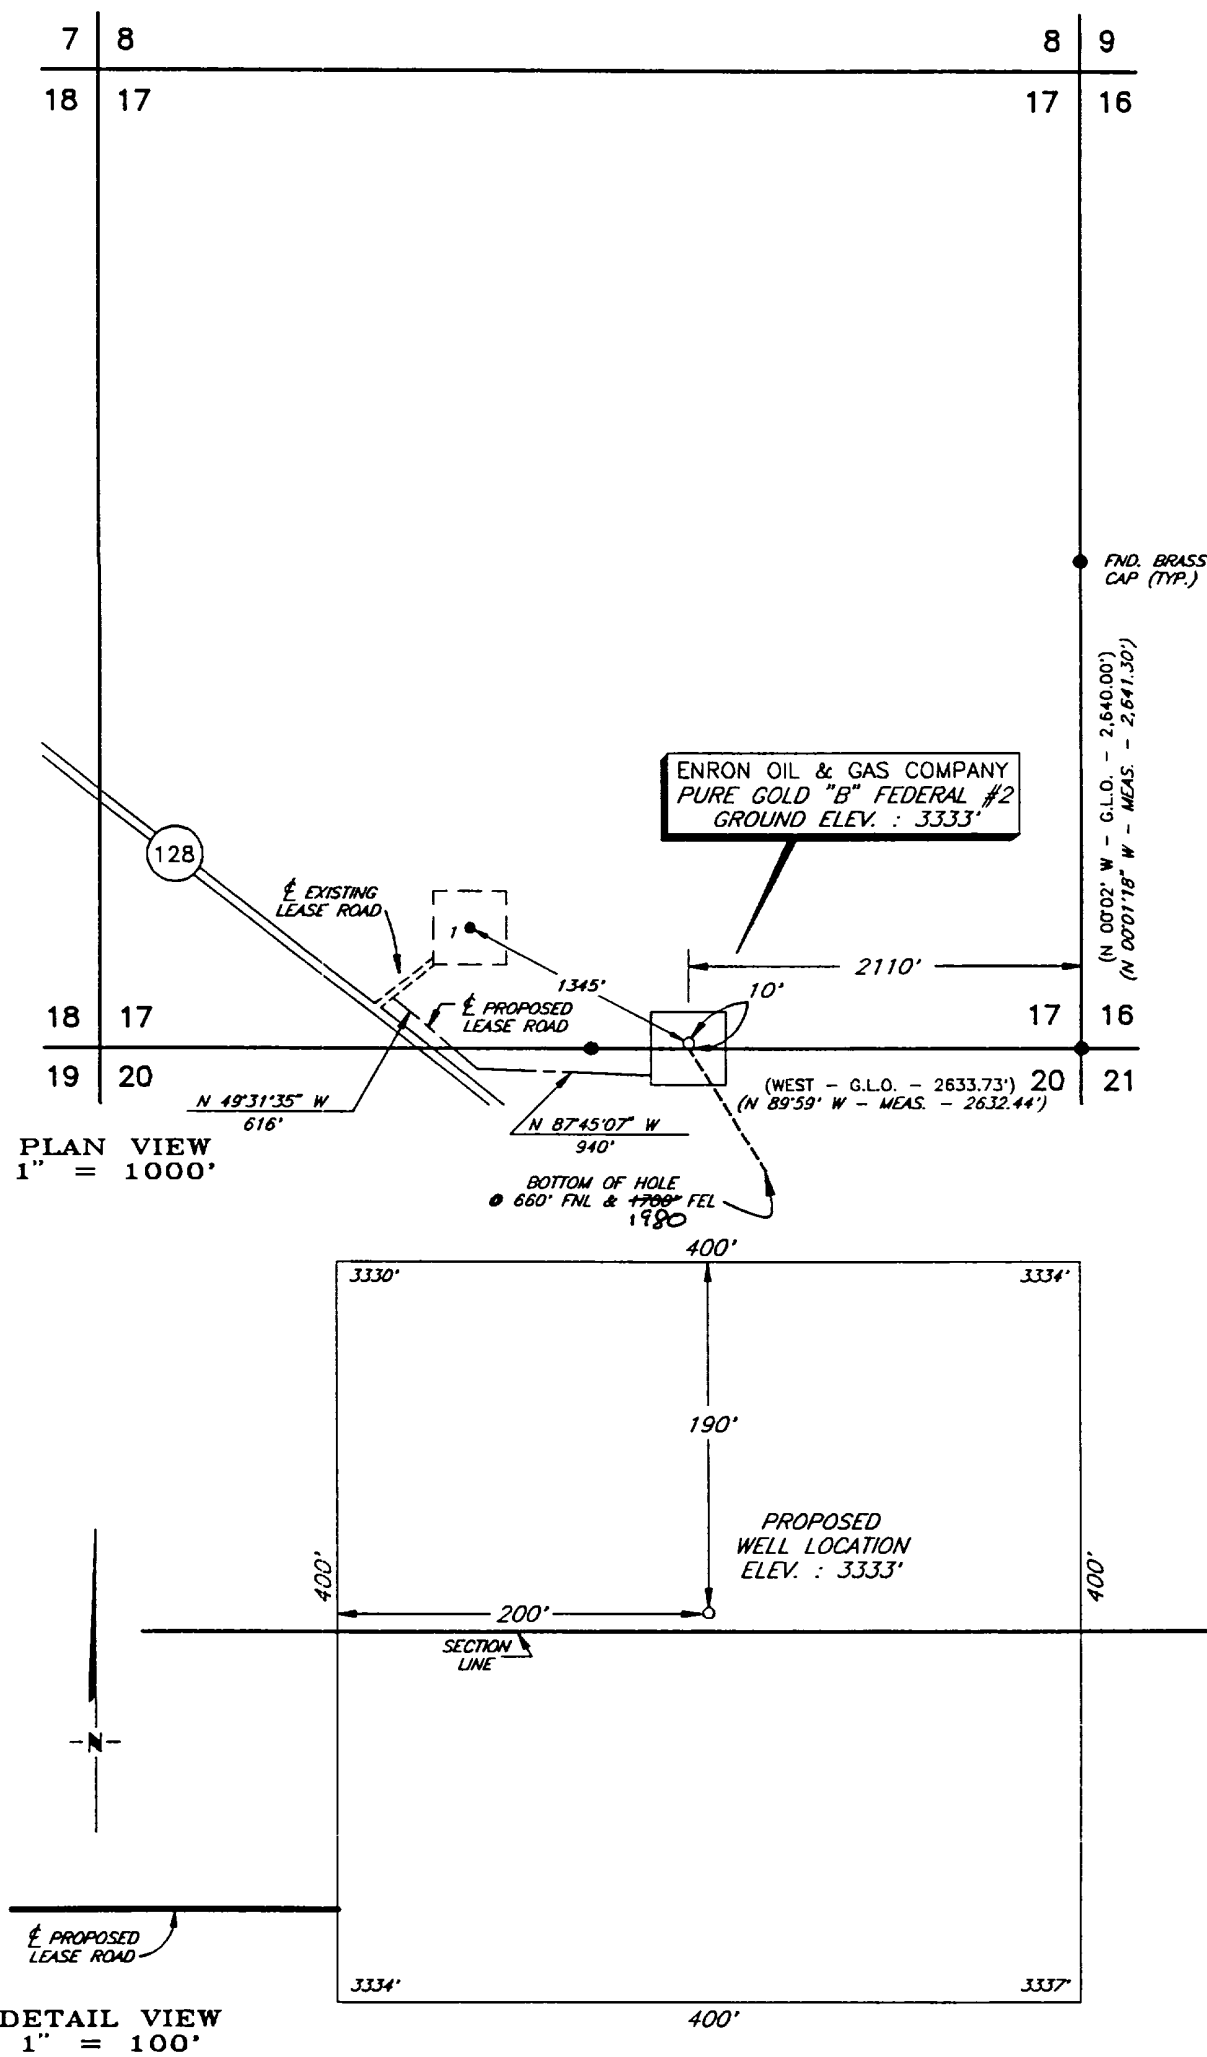 7 8
8 9
18 17
17 16
FND. BRASS
CAP (TYP.)
(N 00°02' W - G.L.O. - 2,640.00')
(N 00°01'18" W - MEAS. - 2,641.30')
ENRON OIL & GAS COMPANY
PURE GOLD "B" FEDERAL #2
GROUND ELEV. : 3333'
128
℄ EXISTING
LEASE ROAD
1
1345'
2110'
10'
℄ PROPOSED
LEASE ROAD
18 17
17 16
19 20
20 21
(WEST - G.L.O. - 2633.73')
(N 89°59' W - MEAS. - 2632.44')
N 49°31'35" W
616'
N 87°45'07" W
940'
PLAN VIEW
1" = 1000'
BOTTOM OF HOLE
@ 660' FNL & 1700' FEL
1980
400'
3330'
3334'
190'
PROPOSED
WELL LOCATION
ELEV. : 3333'
400'
400'
200'
SECTION
LINE
-N-
℄ PROPOSED
LEASE ROAD
3334'
3337'
400'
DETAIL VIEW
1" = 100'